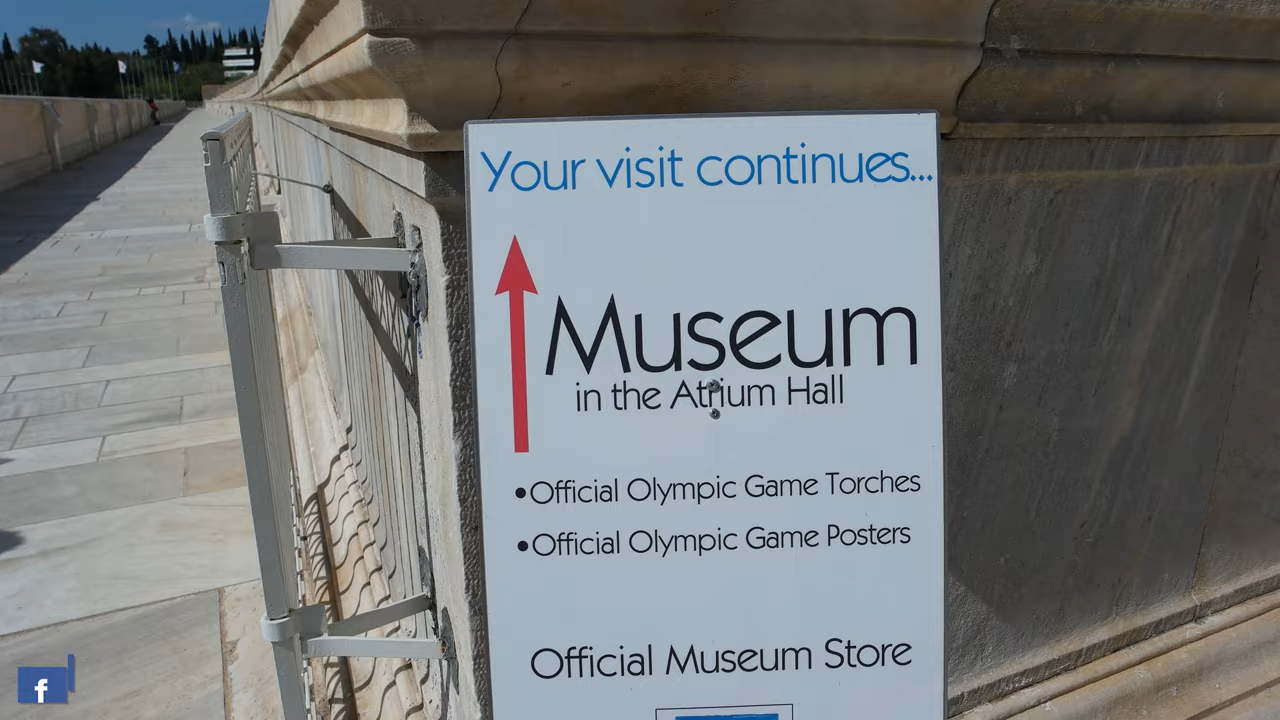 Your visit continues...
Museum
in the Atrium Hall
•Official Olympic Game Torches
•Official Olympic Game Posters
Official Museum Store
f